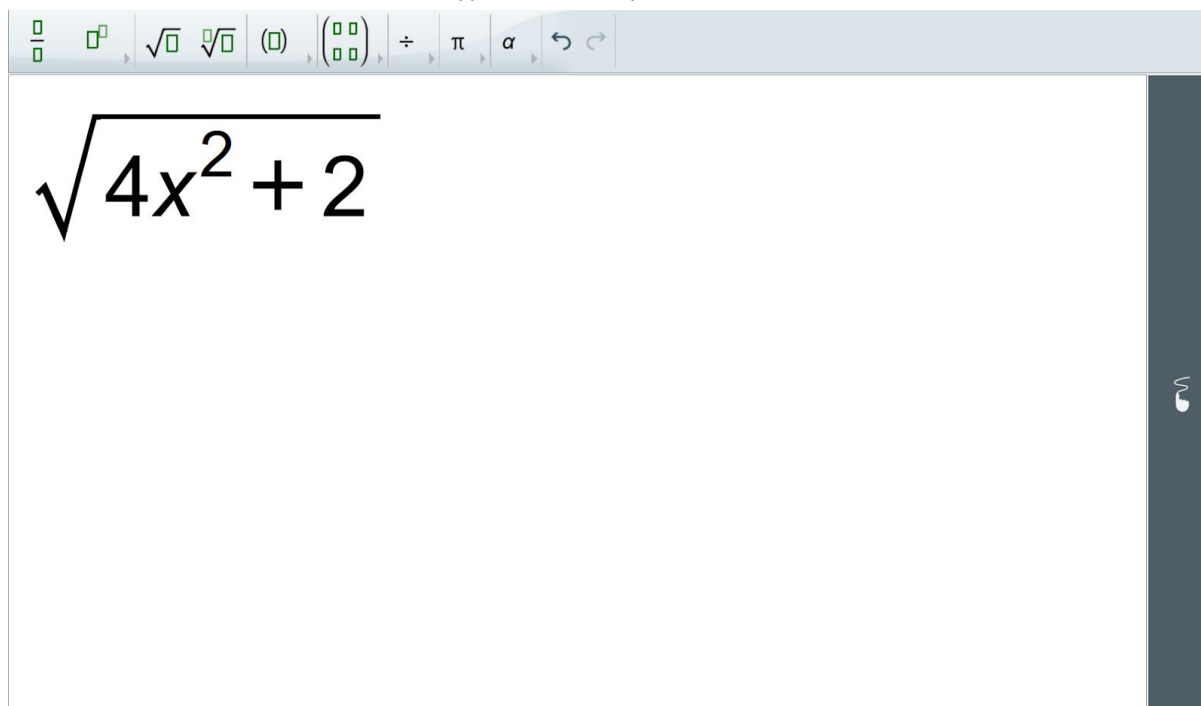 ÷ π α
√4x² + 2